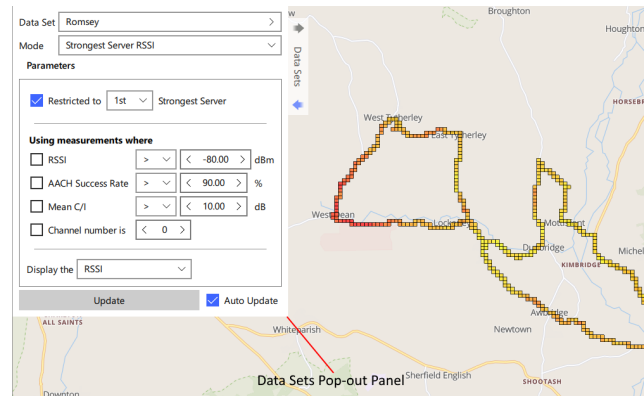 Data Set Romsey >
Mode Strongest Server RSSI
Parameters
Restricted to 1st Strongest Server
Using measurements where
RSSI > < -80.00 > dBm
AACH Success Rate > < 90.00 > %
Mean C/I > < 10.00 > dB
Channel number is < 0 >
Display the RSSI
Update Auto Update
Data Sets
w
Broughton
Houghton
HORSEB
West Tytherley
East Tytherley
West Dean
Lockerley
Mottisfont
Dunbridge
Michel
KIMBRIDGE
Awbridge
ALL SAINTS
Whiteparish
Newtown
Data Sets Pop-out Panel
Sherfield English
SHOOTASH
Downton